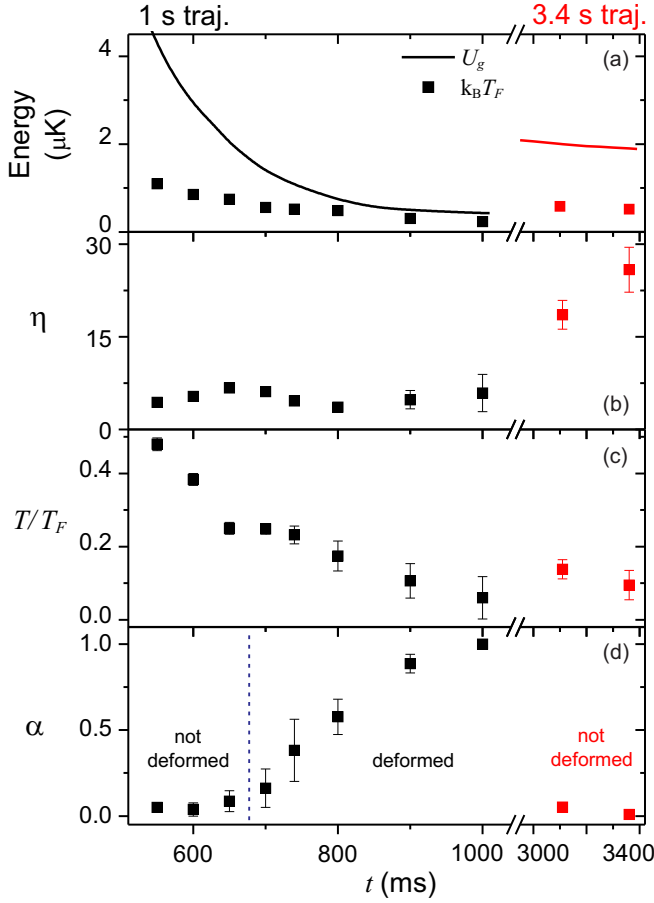 1 s traj.
3.4 s traj.
4
2
0
Energy
(μK)
U_g
k_BT_F
(a)
30
15
0
η
(b)
0.4
0.2
0.0
T/T_F
(c)
1.0
0.5
0.0
α
(d)
not
deformed
deformed
not
deformed
600
800
1000
3000
3400
t (ms)